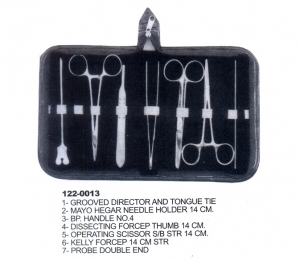 122-0013
1- GROOVED DIRECTOR AND TONGUE TIE
2- MAYO HEGAR NEEDLE HOLDER 14 CM.
3- BP. HANDLE NO.4
4- DISSECTING FORCEP THUMB 14 CM.
5- OPERATING SCISSOR S/B STR 14 CM.
6- KELLY FORCEP 14 CM STR
7- PROBE DOUBLE END